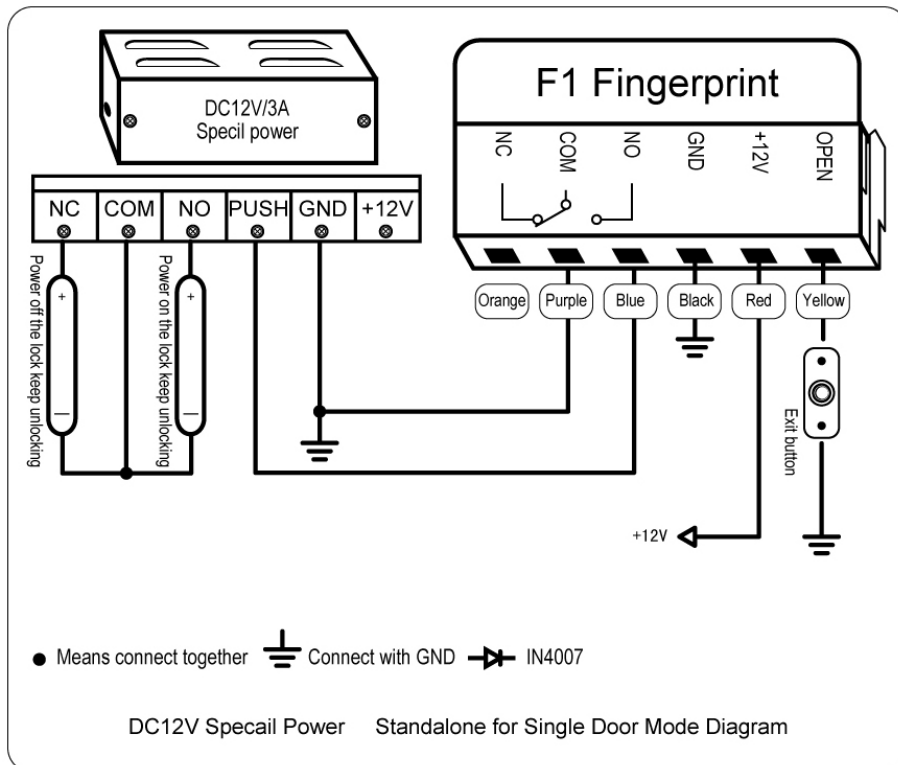 DC12V/3A
Specil power
NC COM NO PUSH GND +12V
Power off the lock keep unlocking
+
—
Power on the lock keep unlocking
+
—
F1 Fingerprint
NC COM NO GND +12V OPEN
Orange Purple Blue Black Red Yellow
Exit button
+12V
Means connect together
Connect with GND
IN4007
DC12V Specail Power Standalone for Single Door Mode Diagram